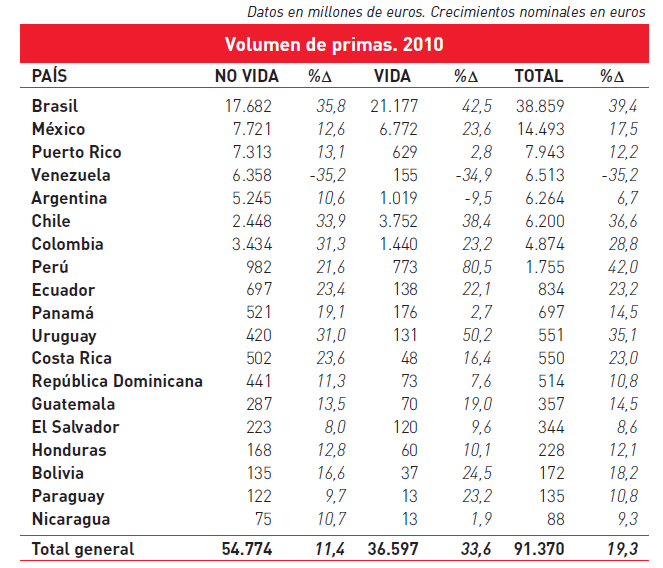 Datos en millones de euros. Crecimientos nominales en euros
Volumen de primas. 2010
PAÍS NO VIDA %Δ VIDA %Δ TOTAL %Δ
Brasil 17.682 35,8 21.177 42,5 38.859 39,4
México 7.721 12,6 6.772 23,6 14.493 17,5
Puerto Rico 7.313 13,1 629 2,8 7.943 12,2
Venezuela 6.358 -35,2 155 -34,9 6.513 -35,2
Argentina 5.245 10,6 1.019 -9,5 6.264 6,7
Chile 2.448 33,9 3.752 38,4 6.200 36,6
Colombia 3.434 31,3 1.440 23,2 4.874 28,8
Perú 982 21,6 773 80,5 1.755 42,0
Ecuador 697 23,4 138 22,1 834 23,2
Panamá 521 19,1 176 2,7 697 14,5
Uruguay 420 31,0 131 50,2 551 35,1
Costa Rica 502 23,6 48 16,4 550 23,0
República Dominicana 441 11,3 73 7,6 514 10,8
Guatemala 287 13,5 70 19,0 357 14,5
El Salvador 223 8,0 120 9,6 344 8,6
Honduras 168 12,8 60 10,1 228 12,1
Bolivia 135 16,6 37 24,5 172 18,2
Paraguay 122 9,7 13 23,2 135 10,8
Nicaragua 75 10,7 13 1,9 88 9,3
Total general 54.774 11,4 36.597 33,6 91.370 19,3